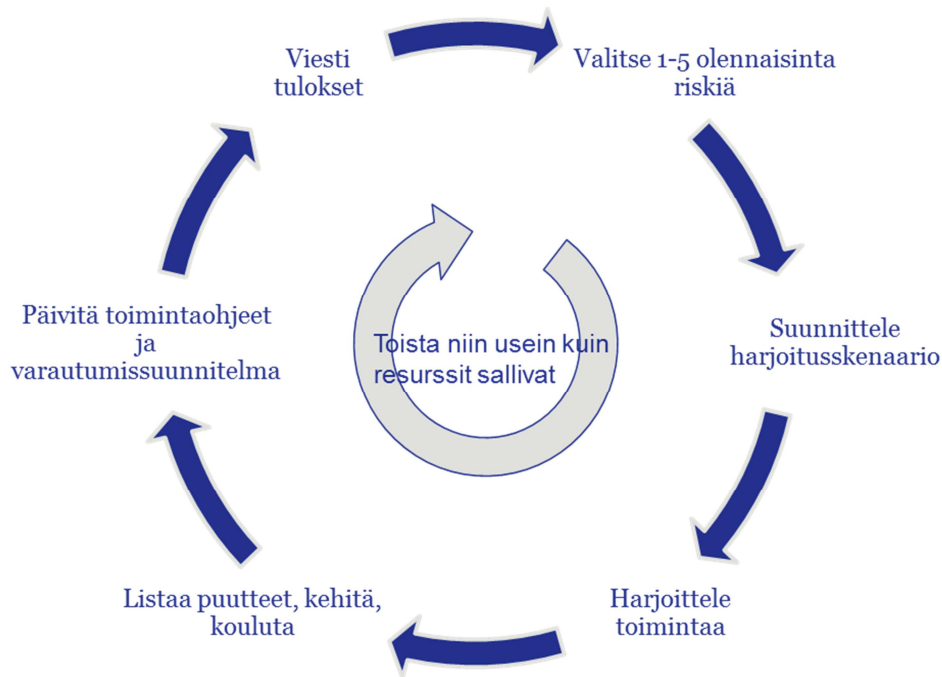 Viesti
tulokset
Valitse 1-5 olennaisinta
riskiä
Suunnittele
harjoitusskenaario
Harjoittele
toimintaa
Listaa puutteet, kehitä,
kouluta
Päivitä toimintaohjeet
ja
varautumissuunnitelma
Toista niin usein kuin
resurssit sallivat